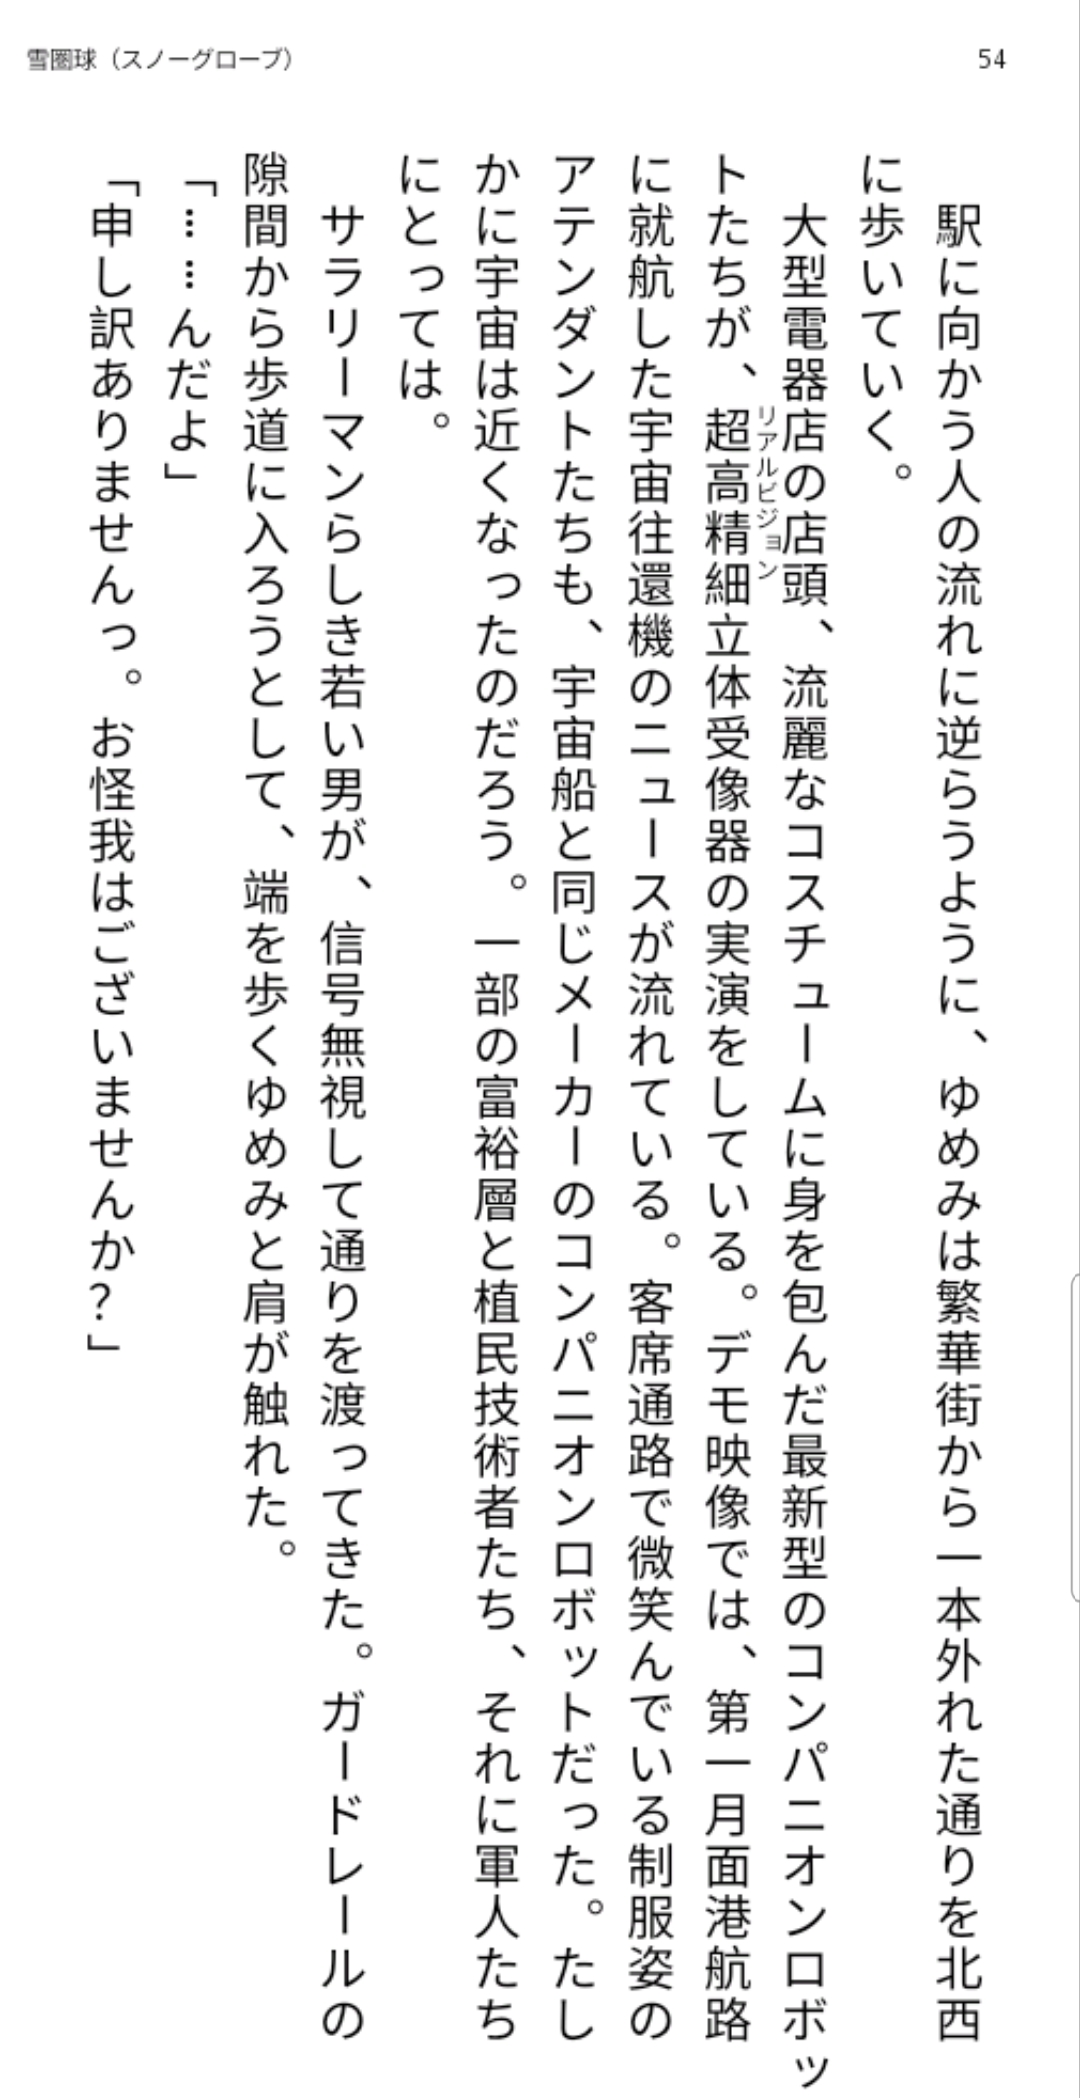 雪圏球（スノーグローブ）
54
　駅に向かう人の流れに逆らうように、ゆめみは繁華街から一本外れた通りを北西
に歩いていく。
　大型電器店の店頭、流麗なコスチュームに身を包んだ最新型のコンパニオンロボッ
トたちが、超高精細立体受像器の実演をしている。デモ映像では、第一月面港航路
リアルビジョン
に就航した宇宙往還機のニュースが流れている。客席通路で微笑んでいる制服姿の
アテンダントたちも、宇宙船と同じメーカーのコンパニオンロボットだった。たし
かに宇宙は近くなったのだろう。一部の富裕層と植民技術者たち、それに軍人たち
にとっては。
　サラリーマンらしき若い男が、信号無視して通りを渡ってきた。ガードレールの
隙間から歩道に入ろうとして、端を歩くゆめみと肩が触れた。
「……んだよ」
「申し訳ありませんっ。お怪我はございませんか？」